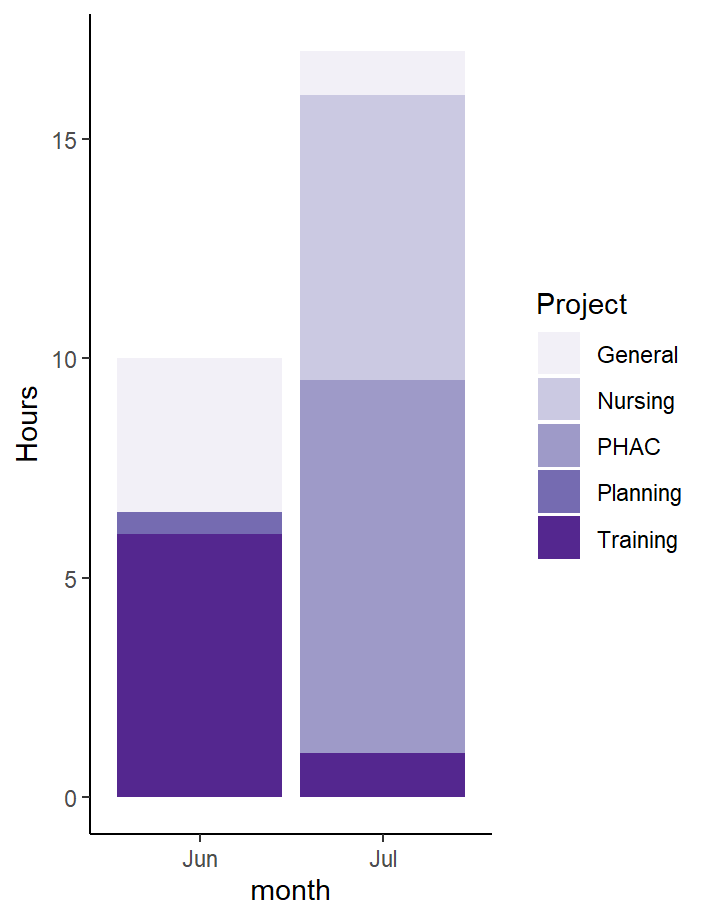 15
10
5
0
Hours
Jun Jul
month
Project
General
Nursing
PHAC
Planning
Training